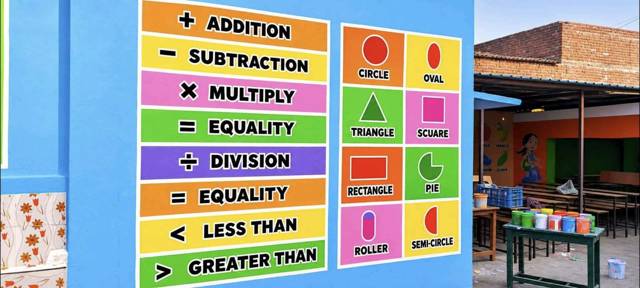 + ADDITION
− SUBTRACTION
× MULTIPLY
= EQUALITY
÷ DIVISION
= EQUALITY
< LESS THAN
> GREATER THAN
CIRCLE
OVAL
TRIANGLE
SCUARE
RECTANGLE
PIE
ROLLER
SEMI-CIRCLE